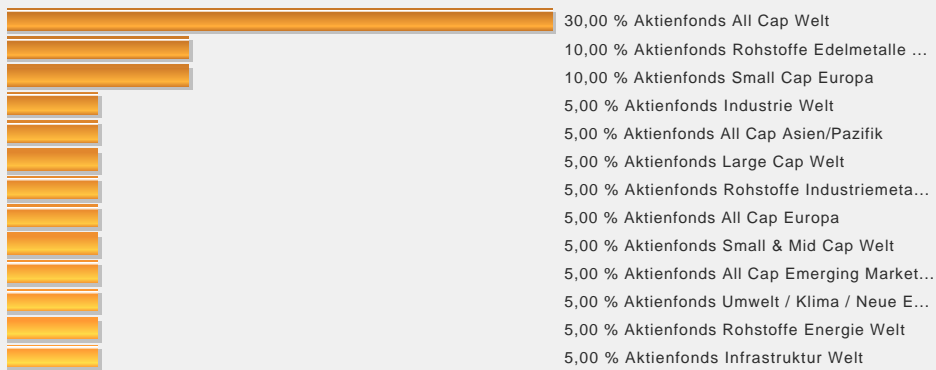 30,00 % Aktienfonds All Cap Welt
10,00 % Aktienfonds Rohstoffe Edelmetalle ...
10,00 % Aktienfonds Small Cap Europa
5,00 % Aktienfonds Industrie Welt
5,00 % Aktienfonds All Cap Asien/Pazifik
5,00 % Aktienfonds Large Cap Welt
5,00 % Aktienfonds Rohstoffe Industriemeta...
5,00 % Aktienfonds All Cap Europa
5,00 % Aktienfonds Small & Mid Cap Welt
5,00 % Aktienfonds All Cap Emerging Market...
5,00 % Aktienfonds Umwelt / Klima / Neue E...
5,00 % Aktienfonds Rohstoffe Energie Welt
5,00 % Aktienfonds Infrastruktur Welt